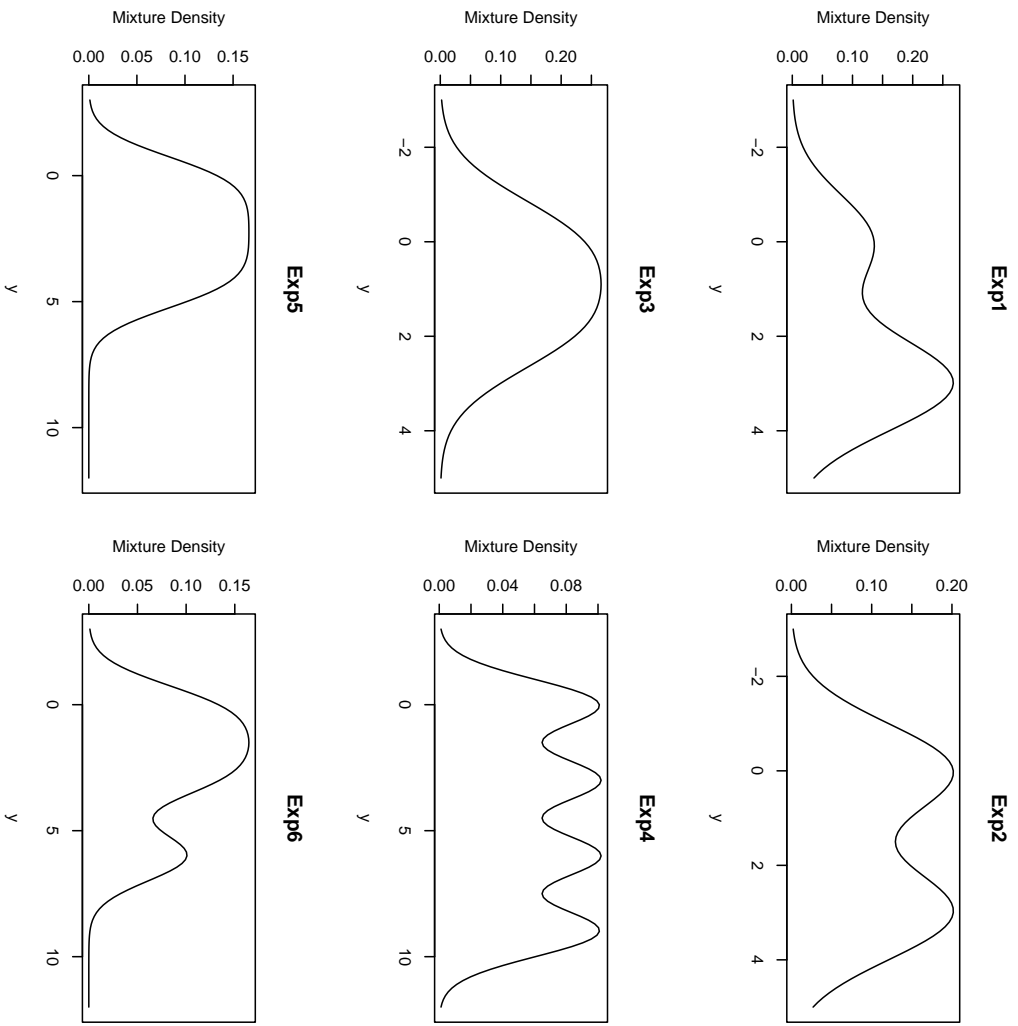 Exp1
Mixture Density
0.00 0.10 0.20
-2 0 2 4
y
Exp2
Mixture Density
0.00 0.10 0.20
-2 0 2 4
y
Exp3
Mixture Density
0.00 0.10 0.20
-2 0 2 4
y
Exp4
Mixture Density
0.00 0.04 0.08
0 5 10
y
Exp5
Mixture Density
0.00 0.05 0.10 0.15
0 5 10
y
Exp6
Mixture Density
0.00 0.05 0.10 0.15
0 5 10
y